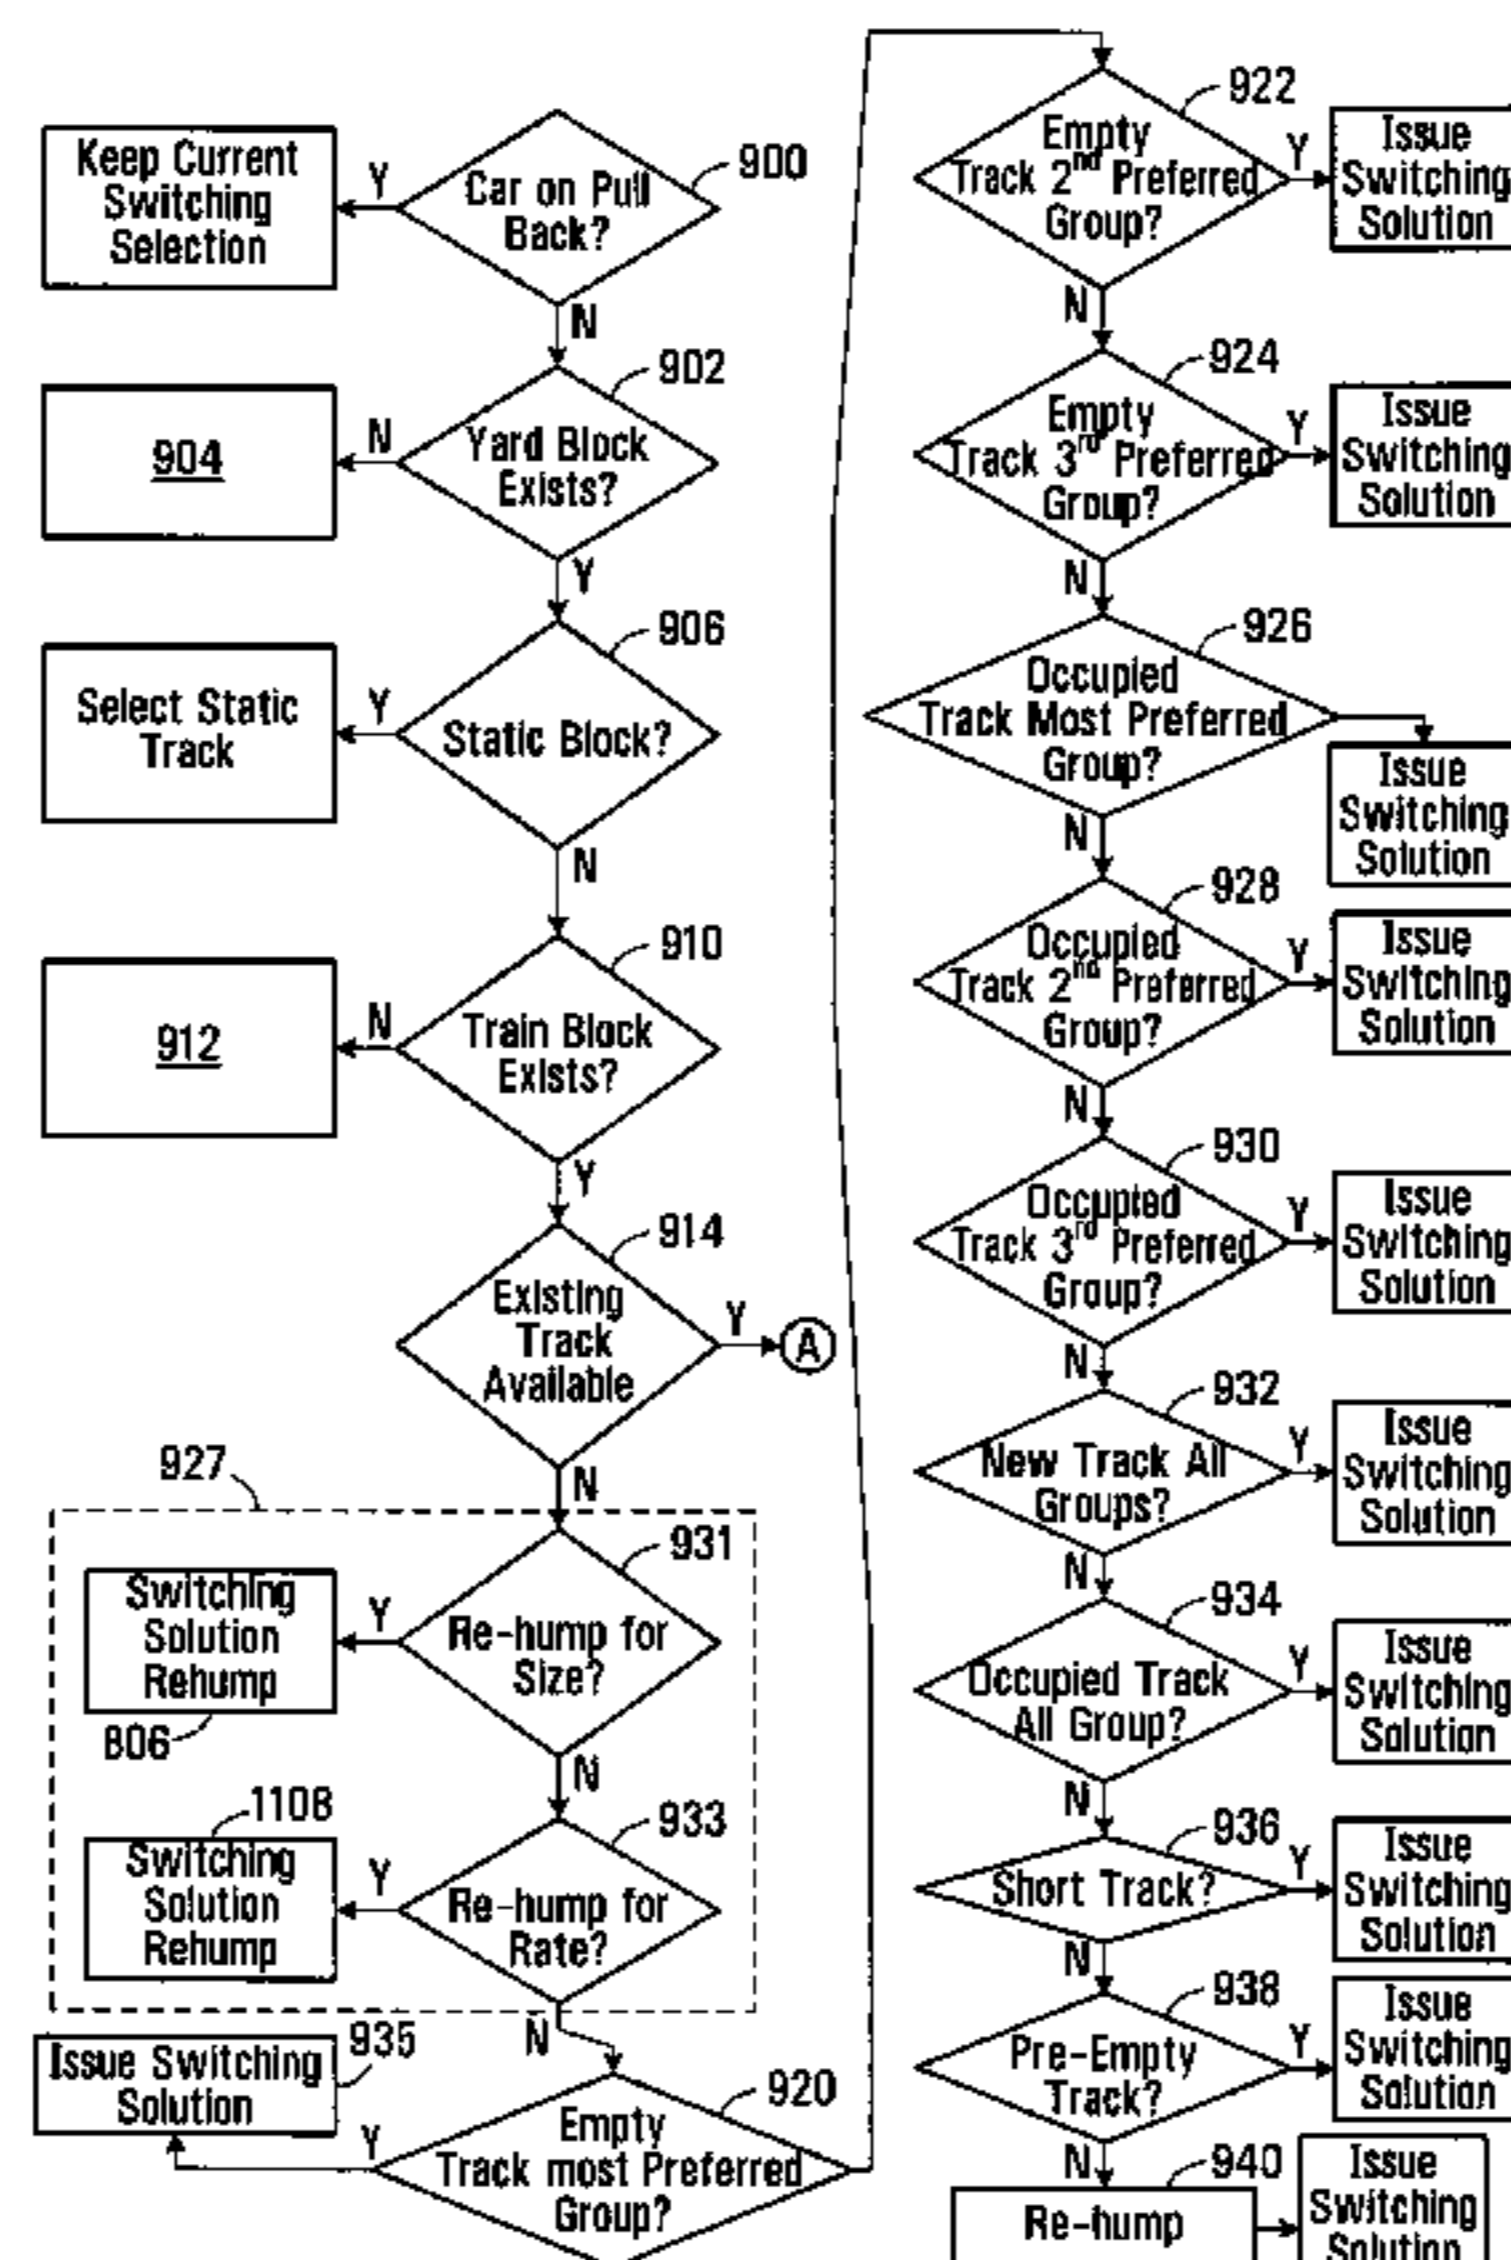 900
Car on Pull
Back?
Y
Keep Current
Switching
Selection
N
902
Yard Block
Exists?
N
904
Y
906
Static Block?
Y
Select Static
Track
N
910
Train Block
Exists?
N
912
Y
914
Existing
Track
Available
Y
A
N
927
931
Re-hump for
Size?
Y
Switching
Solution
Rehump
806
N
933
Re-hump for
Rate?
Y
1108
Switching
Solution
Rehump
N
935
Issue Switching
Solution
Y
920
Empty
Track most Preferred
Group?
922
Empty
Track 2nd Preferred
Group?
Y
Issue
Switching
Solution
N
924
Empty
Track 3rd Preferred
Group?
Y
Issue
Switching
Solution
N
926
Occupied
Track Most Preferred
Group?
Issue
Switching
Solution
N
928
Occupied
Track 2nd Preferred
Group?
Y
Issue
Switching
Solution
N
930
Occupied
Track 3rd Preferred
Group?
Y
Issue
Switching
Solution
N
932
New Track All
Groups?
Y
Issue
Switching
Solution
N
934
Occupied Track
All Group?
Y
Issue
Switching
Solution
N
936
Short Track?
Y
Issue
Switching
Solution
N
938
Pre-Empty
Track?
Y
Issue
Switching
Solution
N
940
Re-hump
Issue
Switching
Solution